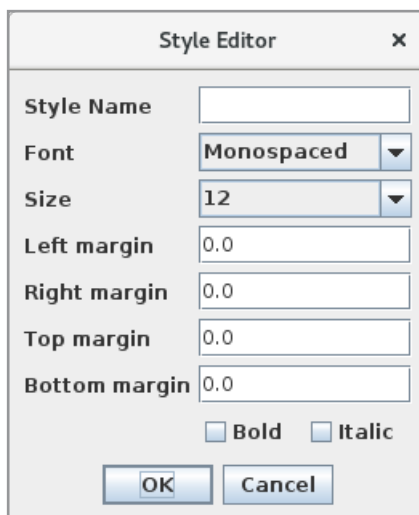 Style Editor ×
Style Name
Font Monospaced
Size 12
Left margin 0.0
Right margin 0.0
Top margin 0.0
Bottom margin 0.0
Bold Italic
OK Cancel